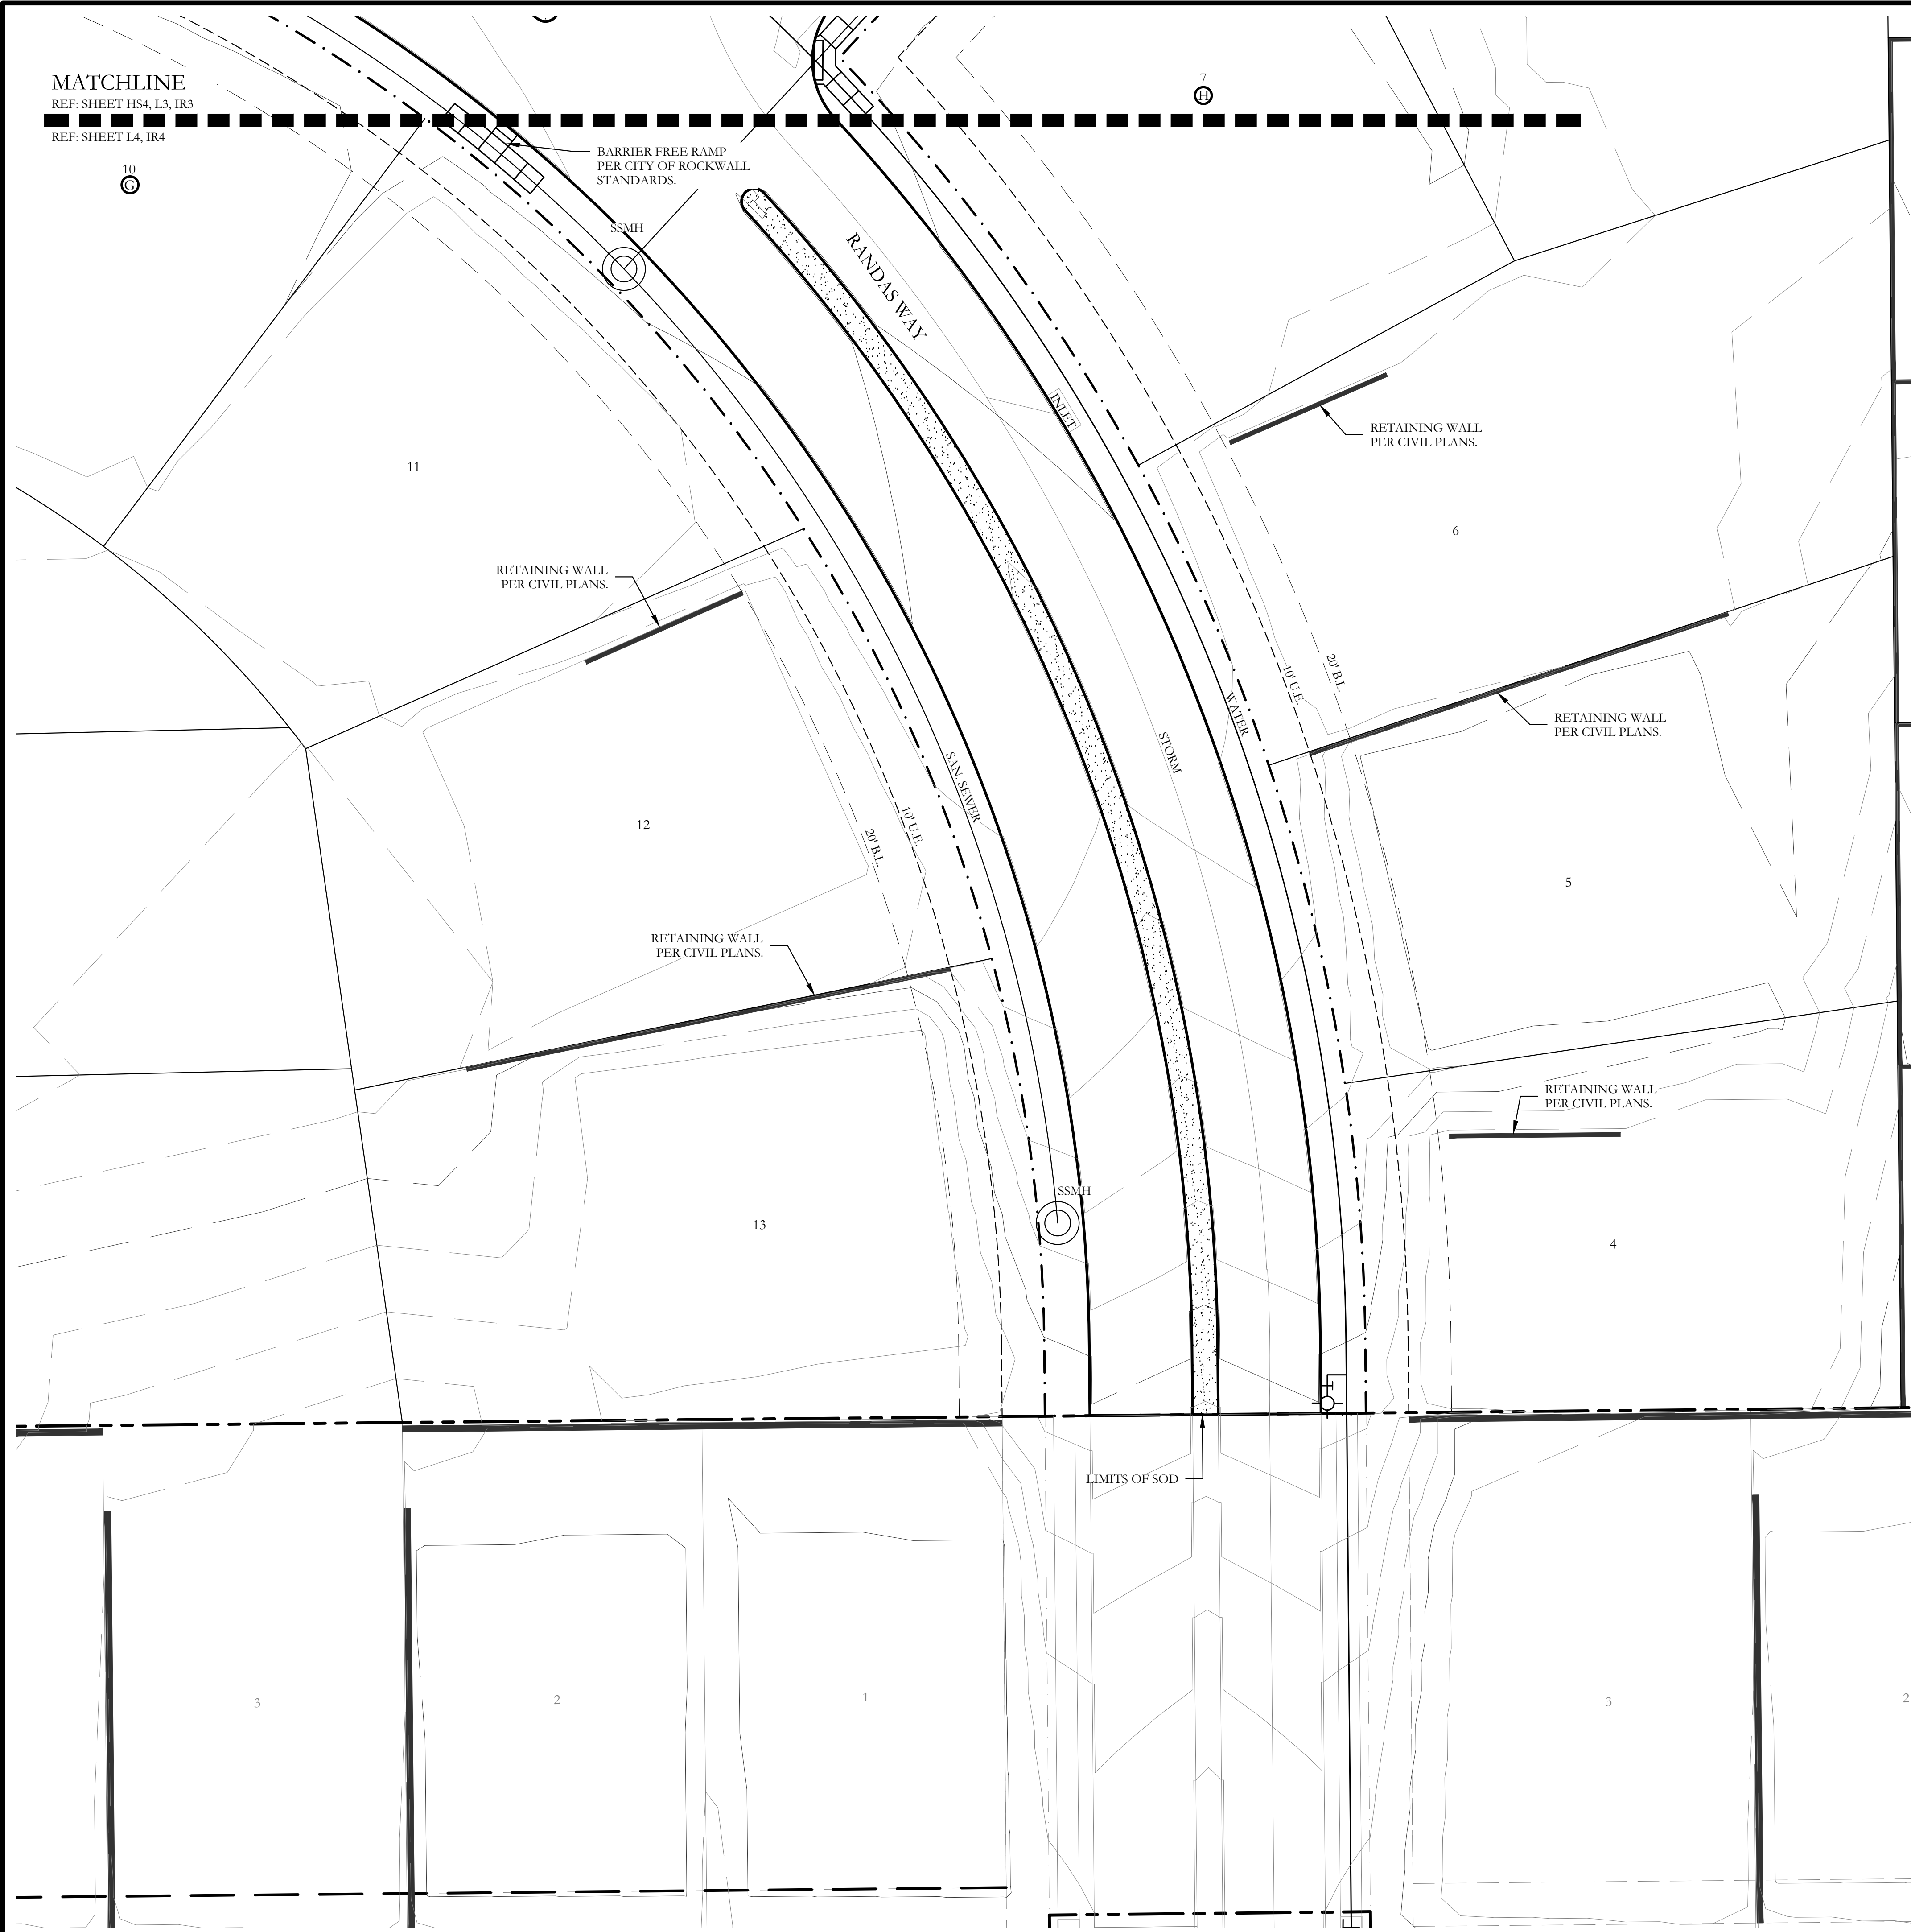 MATCHLINE
REF: SHEET HS4, L3, IR3
REF: SHEET L4, IR4
7
H
10
G
BARRIER FREE RAMP
PER CITY OF ROCKWALL
STANDARDS.
SSMH
RANDAS WAY
INLET
RETAINING WALL
PER CIVIL PLANS.
11
6
RETAINING WALL
PER CIVIL PLANS.
10' U.E.
20' B.L.
WATER
STORM
RETAINING WALL
PER CIVIL PLANS.
SAN. SEWER
12
10' U.E.
20' B.L.
5
RETAINING WALL
PER CIVIL PLANS.
RETAINING WALL
PER CIVIL PLANS.
SSMH
13
4
LIMITS OF SOD
3
2
1
3
2